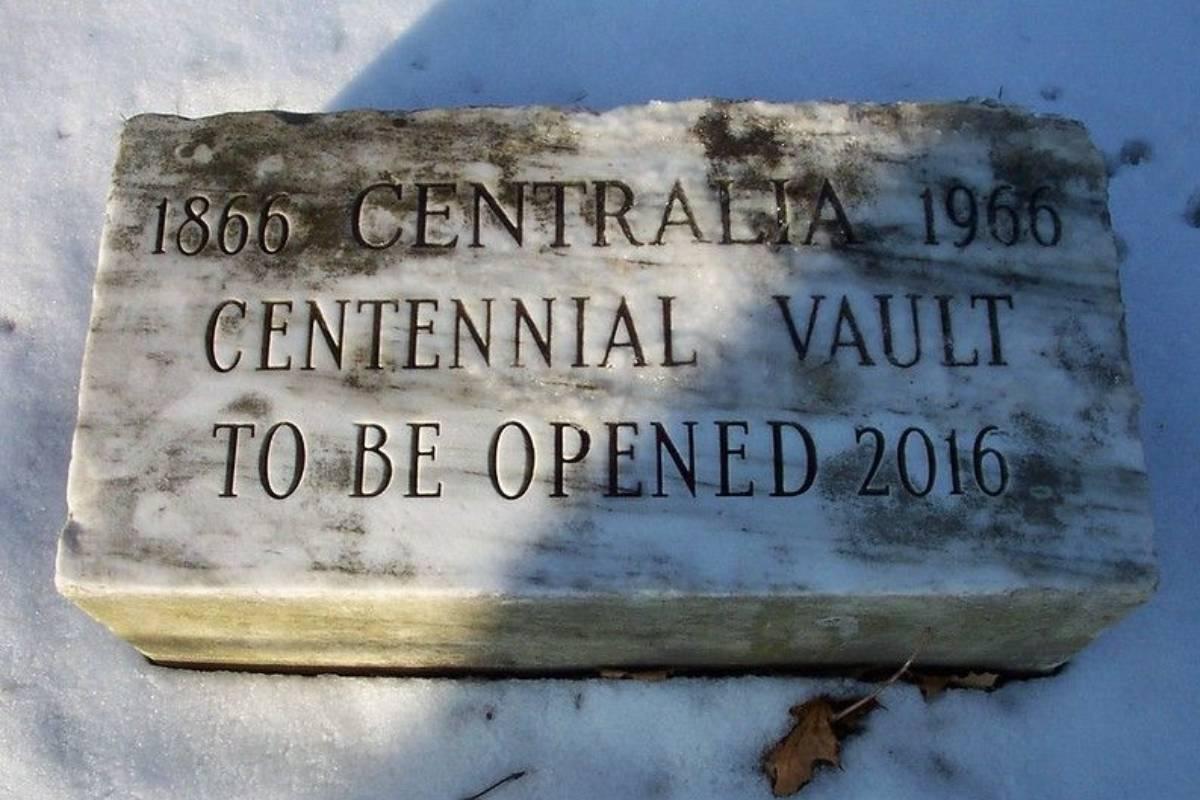 1866 CENTRALIA 1966
CENTENNIAL VAULT
TO BE OPENED 2016